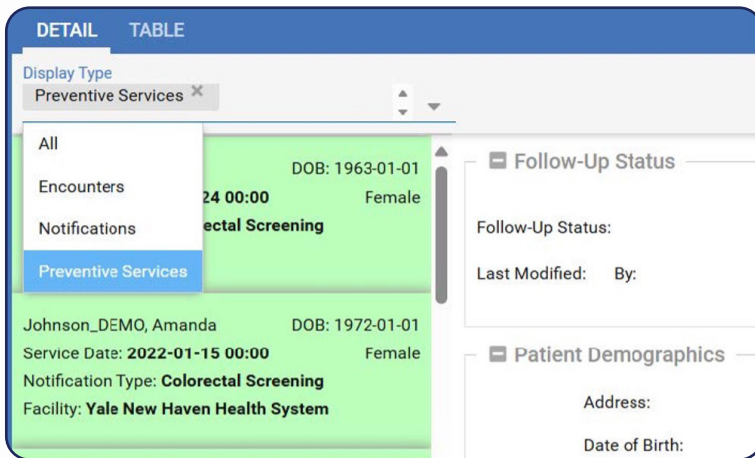 DETAIL TABLE
Display Type
Preventive Services ×
All
Encounters
Notifications
Preventive Services
DOB: 1963-01-01
24 00:00 Female
ectal Screening
Johnson_DEMO, Amanda DOB: 1972-01-01
Service Date: 2022-01-15 00:00 Female
Notification Type: Colorectal Screening
Facility: Yale New Haven Health System
Follow-Up Status
Follow-Up Status:
Last Modified: By:
Patient Demographics
Address:
Date of Birth: